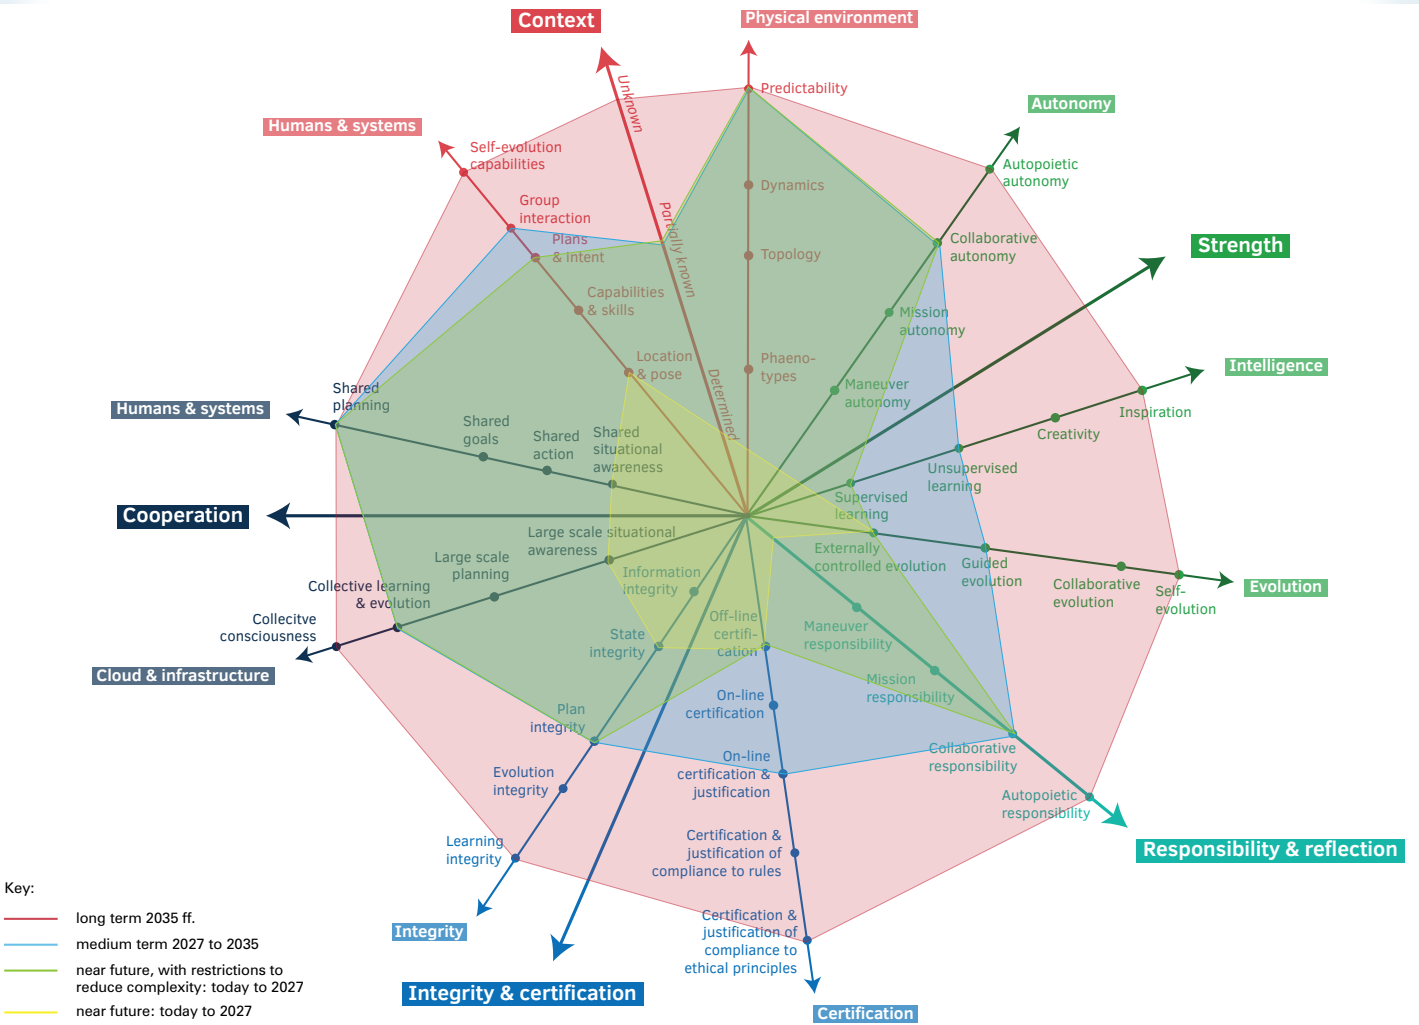 Context
Physical environment
Unknown
Predictability
Autonomy
Humans & systems
Self-evolution
capabilities
Autopoietic
autonomy
Group
interaction
Dynamics
Partially known
Plans
& intent
Collaborative
autonomy
Strength
Topology
Capabilities
& skills
Mission
autonomy
Location
& pose
Phaeno-
types
Determined
Maneuver
autonomy
Intelligence
Inspiration
Creativity
Humans & systems
Shared
planning
Shared
goals
Shared
action
Shared
situational
awareness
Unsupervised
learning
Supervised
learning
Cooperation
Large scale situational
awareness
Large scale
planning
Collective learning
& evolution
Collecitve
consciousness
Cloud & infrastructure
Externally
controlled evolution
Guided
evolution
Collaborative
evolution
Self-
evolution
Evolution
Information
integrity
State
integrity
Plan
integrity
Evolution
integrity
Learning
integrity
Integrity
Off-line
certifi-
cation
On-line
certification
On-line
certification &
justification
Certification &
justification of
compliance to rules
Certification &
justification of
compliance to
ethical principles
Certification
Maneuver
responsibility
Mission
responsibility
Collaborative
responsibility
Autopoietic
responsibility
Responsibility & reflection
Integrity & certification
Key:
long term 2035 ff.
medium term 2027 to 2035
near future, with restrictions to
reduce complexity: today to 2027
near future: today to 2027